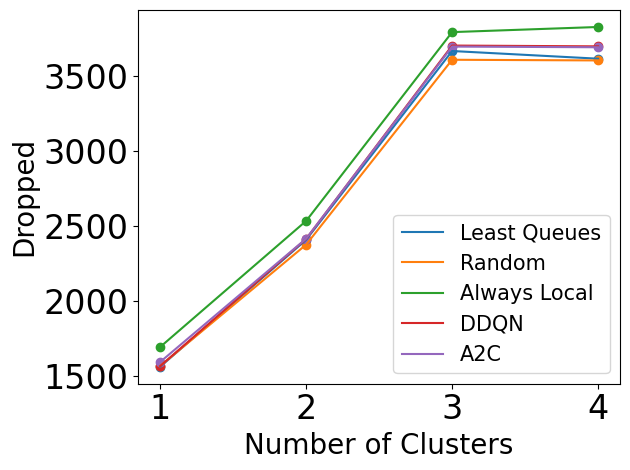 3500
3000
2500
2000
1500
Dropped
1 2 3 4
Number of Clusters
Least Queues
Random
Always Local
DDQN
A2C